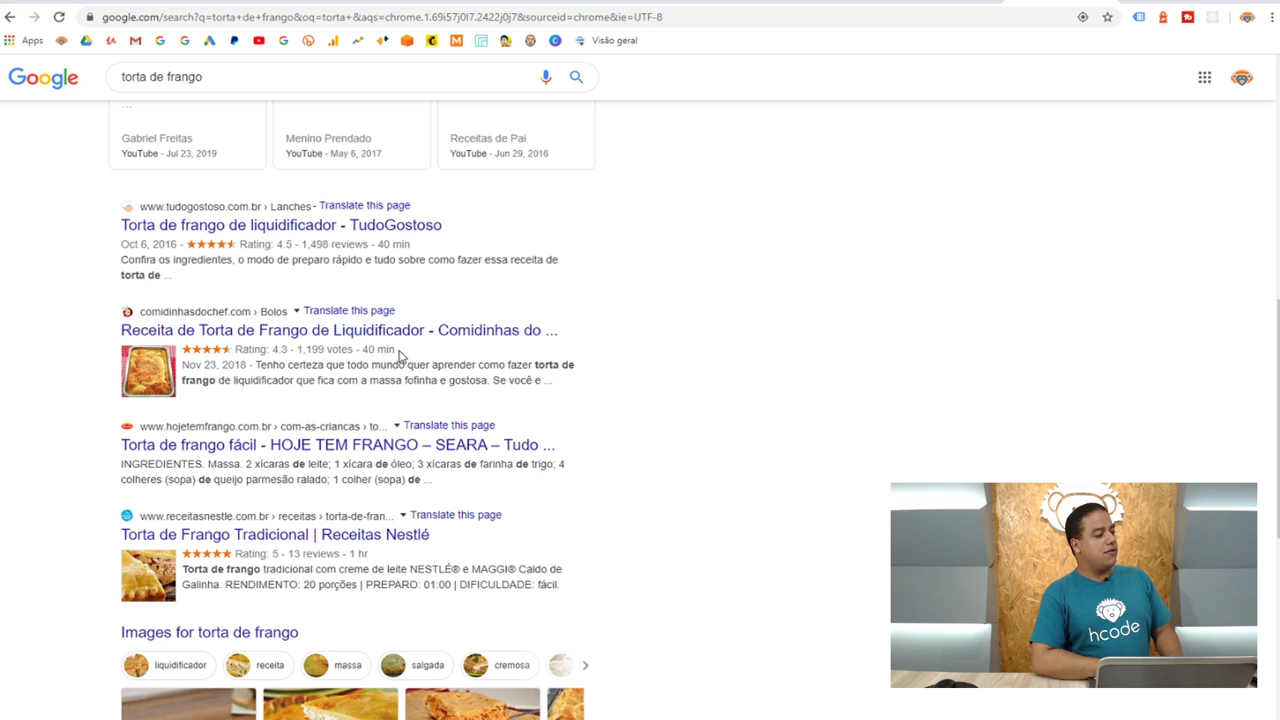 google.com/search?q=torta+de+frango&oq=torta+&aqs=chrome.1.69i57j0l7.2422j0j7&sourceid=chrome&ie=UTF-8
Apps
Visão geral
Google
torta de frango
...
Gabriel Freitas
YouTube - Jul 23, 2019
Menino Prendado
YouTube - May 6, 2017
Receitas de Pai
YouTube - Jun 29, 2016
www.tudogostoso.com.br › Lanches - Translate this page
Torta de frango de liquidificador - TudoGostoso
Oct 6, 2016 - Rating: 4.5 - 1,498 reviews - 40 min
Confira os ingredientes, o modo de preparo rápido e tudo sobre como fazer essa receita de
torta de ...
comidinhasdochef.com › Bolos Translate this page
Receita de Torta de Frango de Liquidificador - Comidinhas do ...
Rating: 4.3 - 1,199 votes - 40 min
Nov 23, 2018 - Tenho certeza que todo mundo quer aprender como fazer torta de
frango de liquidificador que fica com a massa fofinha e gostosa. Se você e ...
www.hojetemfrango.com.br › com-as-criancas › to... Translate this page
Torta de frango fácil - HOJE TEM FRANGO – SEARA – Tudo ...
INGREDIENTES. Massa. 2 xícaras de leite; 1 xícara de óleo; 3 xícaras de farinha de trigo; 4
colheres (sopa) de queijo parmesão ralado; 1 colher (sopa) de ...
www.receitasnestle.com.br › receitas › torta-de-fran... Translate this page
Torta de Frango Tradicional | Receitas Nestlé
Rating: 5 - 13 reviews - 1 hr
Torta de frango tradicional com creme de leite NESTLÉ® e MAGGI® Caldo de
Galinha. RENDIMENTO: 20 porções | PREPARO: 01:00 | DIFICULDADE: fácil.
Images for torta de frango
liquidificador
receita
massa
salgada
cremosa
hcode